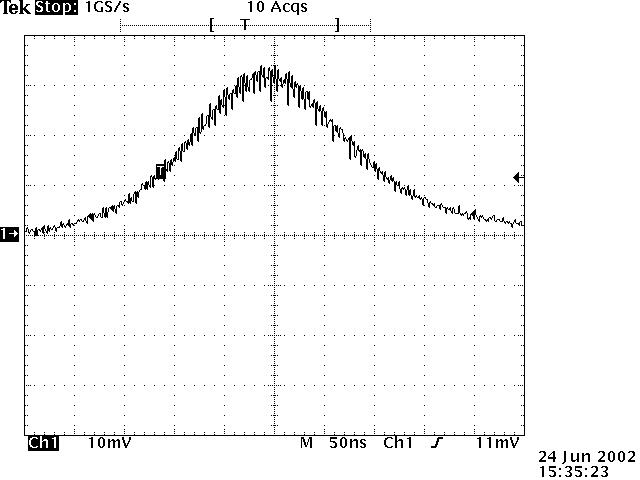 Tek Stop: 1GS/s 10 Acqs
[ T ]
T
1→
Ch1 10mV M 50ns Ch1 11mV
24 Jun 2002
15:35:23